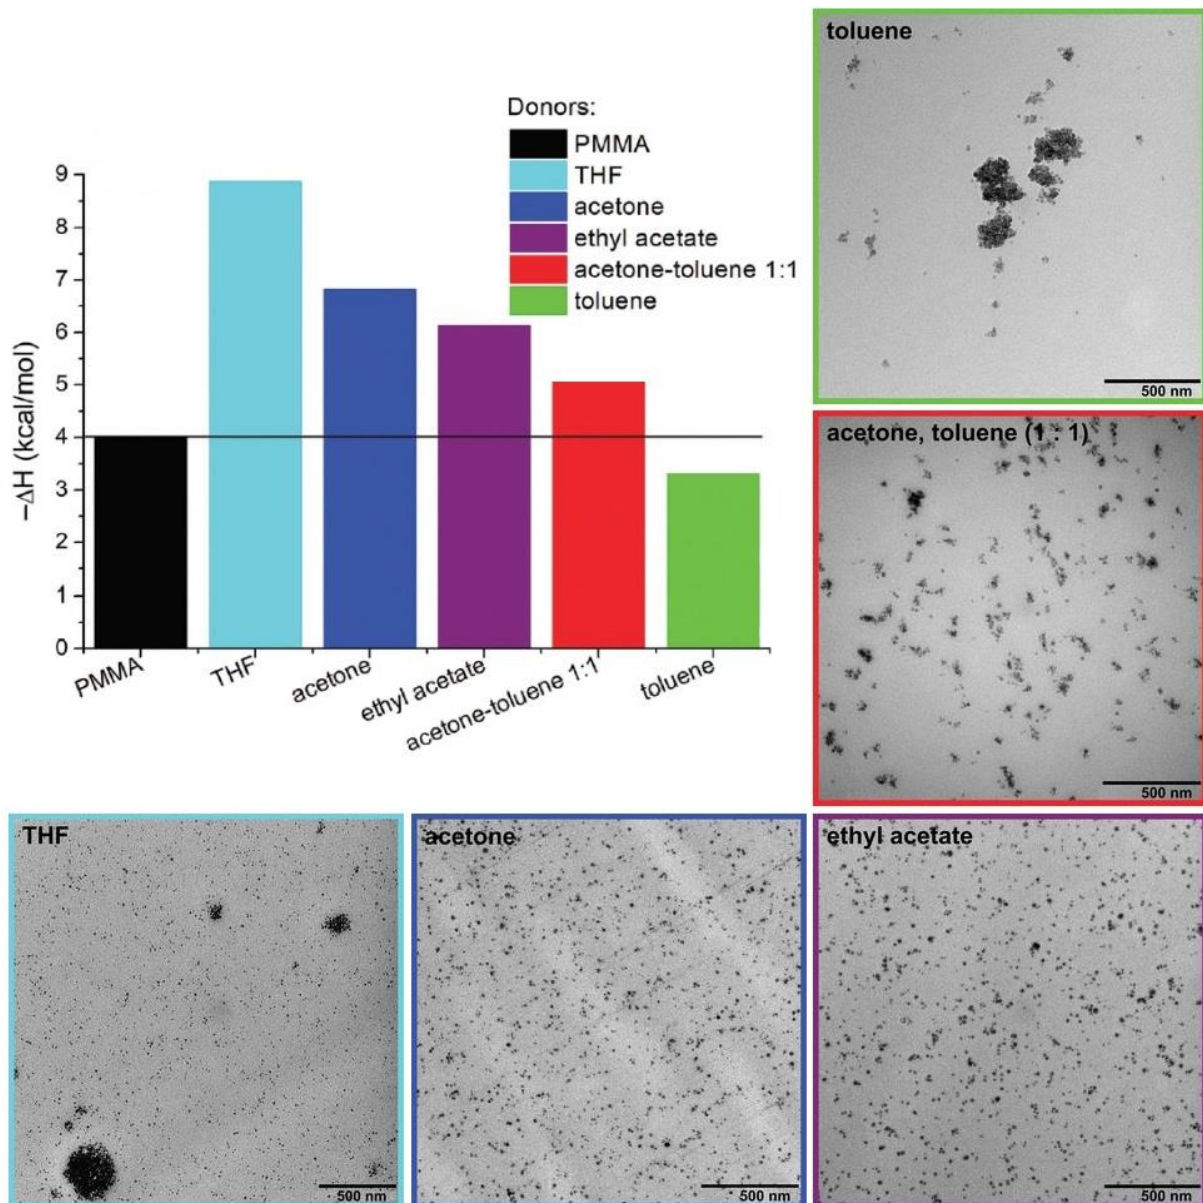 toluene
500 nm
Donors:
PMMA
THF
acetone
ethyl acetate
acetone-toluene 1:1
toluene
9
8
7
6
5
4
3
2
1
0
–ΔH (kcal/mol)
PMMA
THF
acetone
ethyl acetate
acetone-toluene 1:1
toluene
acetone, toluene (1 : 1)
500 nm
THF
500 nm
acetone
500 nm
ethyl acetate
500 nm